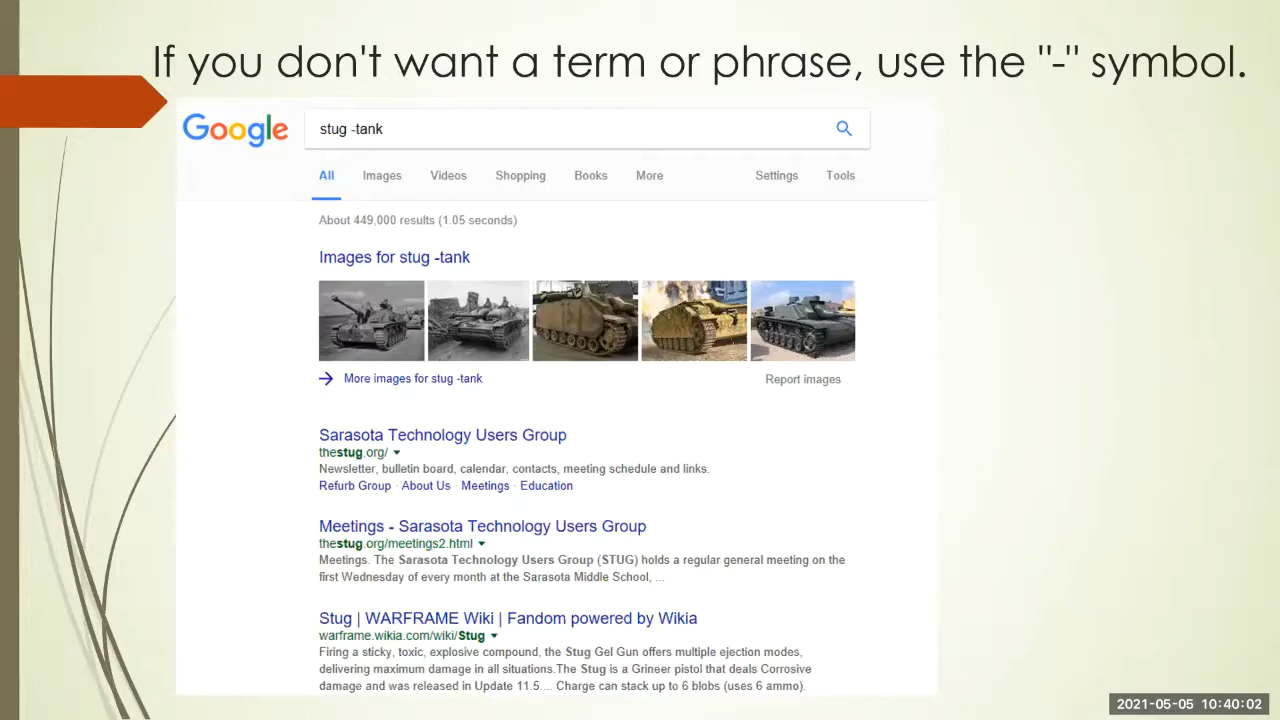 If you don't want a term or phrase, use the "-" symbol.
Google
stug -tank
All Images Videos Shopping Books More Settings Tools
About 449,000 results (1.05 seconds)
Images for stug -tank
More images for stug -tank Report images
Sarasota Technology Users Group
thestug.org/
Newsletter, bulletin board, calendar, contacts, meeting schedule and links.
Refurb Group · About Us · Meetings · Education
Meetings - Sarasota Technology Users Group
thestug.org/meetings2.html
Meetings. The Sarasota Technology Users Group (STUG) holds a regular general meeting on the
first Wednesday of every month at the Sarasota Middle School, ...
Stug | WARFRAME Wiki | Fandom powered by Wikia
warframe.wikia.com/wiki/Stug
Firing a sticky, toxic, explosive compound, the Stug Gel Gun offers multiple ejection modes,
delivering maximum damage in all situations.The Stug is a Grineer pistol that deals Corrosive
damage and was released in Update 11.5.... Charge can stack up to 6 blobs (uses 6 ammo).
2021-05-05 10:40:02